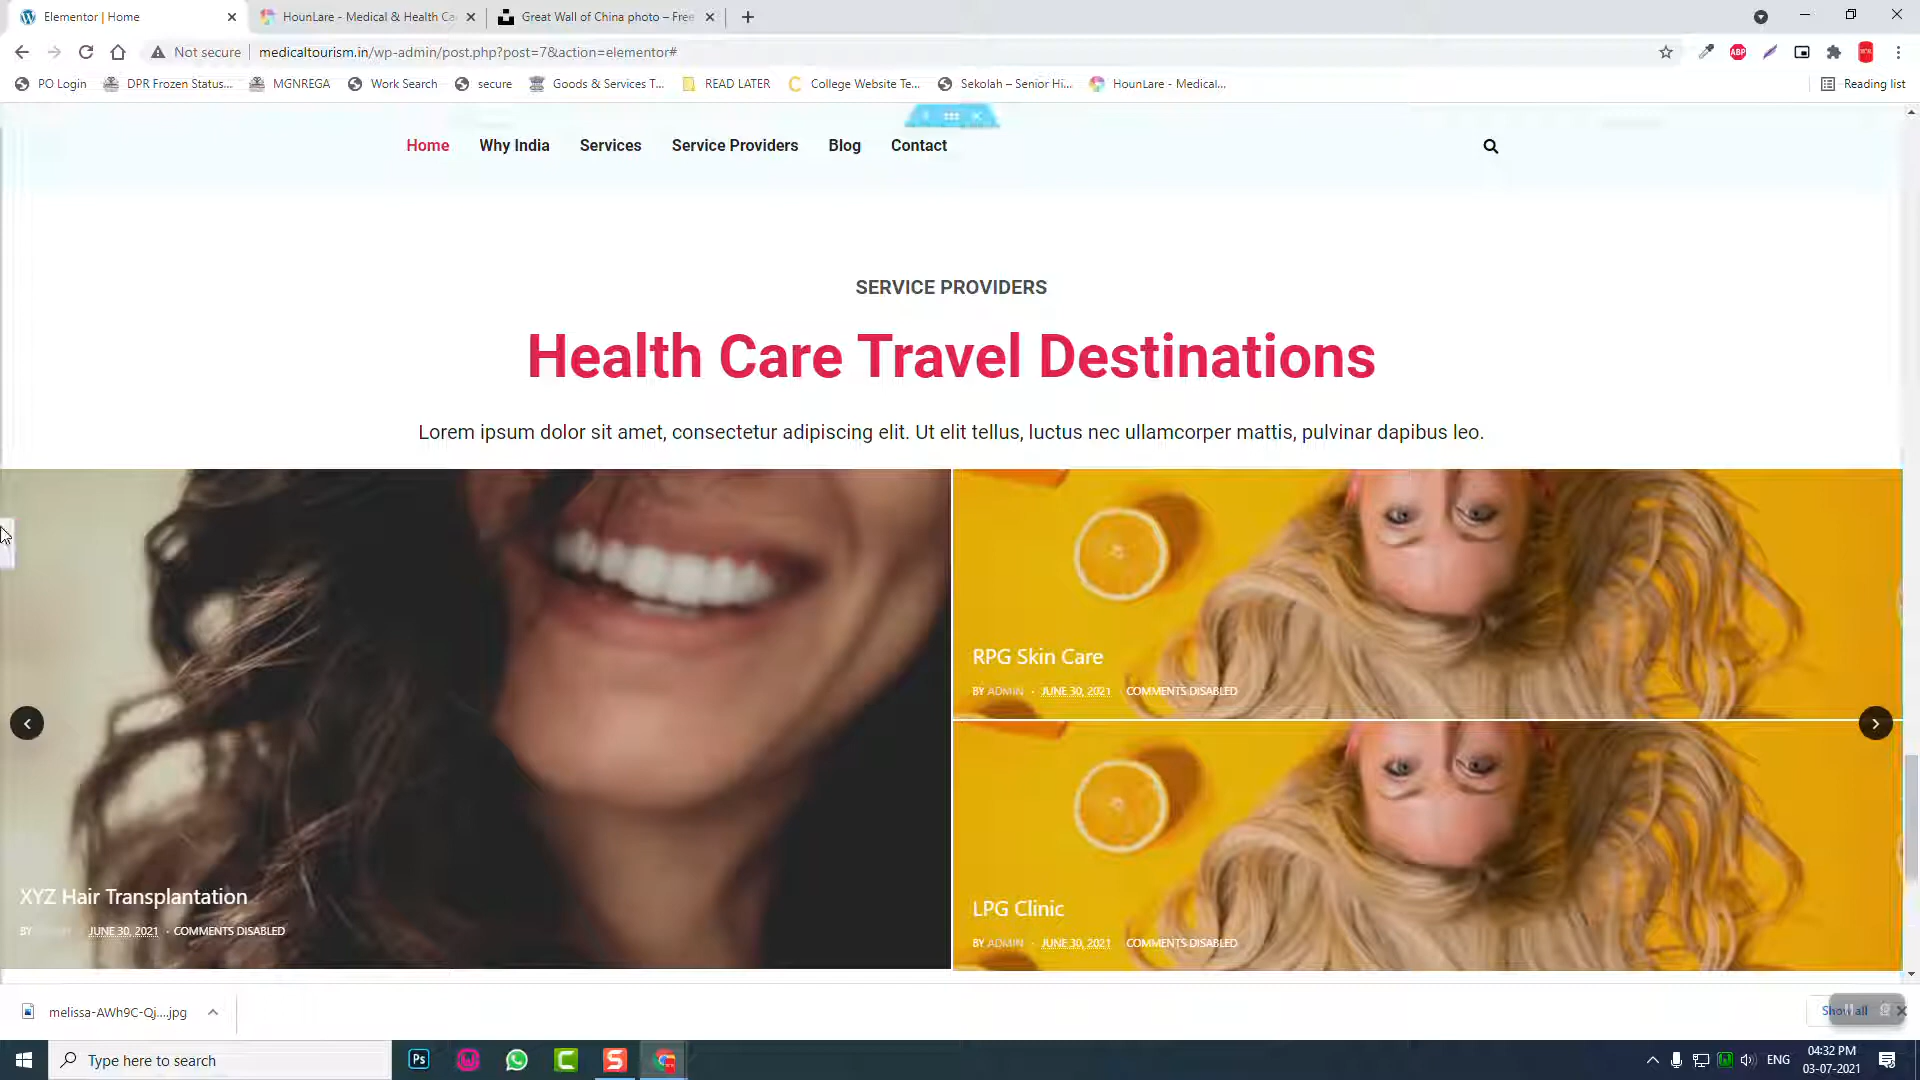 Elementor | Home
HounLare - Medical & Health Ca
Great Wall of China photo – Free
Not secure
medicaltourism.in/wp-admin/post.php?post=7&action=elementor#
ABP
PO Login
DPR Frozen Status...
MGNREGA
Work Search
secure
Goods & Services T...
READ LATER
College Website Te...
Sekolah – Senior Hi...
HounLare - Medical...
Reading list
Home
Why India
Services
Service Providers
Blog
Contact
SERVICE PROVIDERS
Health Care Travel Destinations
Lorem ipsum dolor sit amet, consectetur adipiscing elit. Ut elit tellus, luctus nec ullamcorper mattis, pulvinar dapibus leo.
RPG Skin Care
BY ADMIN · JUNE 30, 2021 · COMMENTS DISABLED
XYZ Hair Transplantation
BY · JUNE 30, 2021 · COMMENTS DISABLED
LPG Clinic
BY ADMIN · JUNE 30, 2021 COMMENTS DISABLED
melissa-AWh9C-Qj....jpg
Show all
Type here to search
Ps
ENG
04:32 PM
03-07-2021